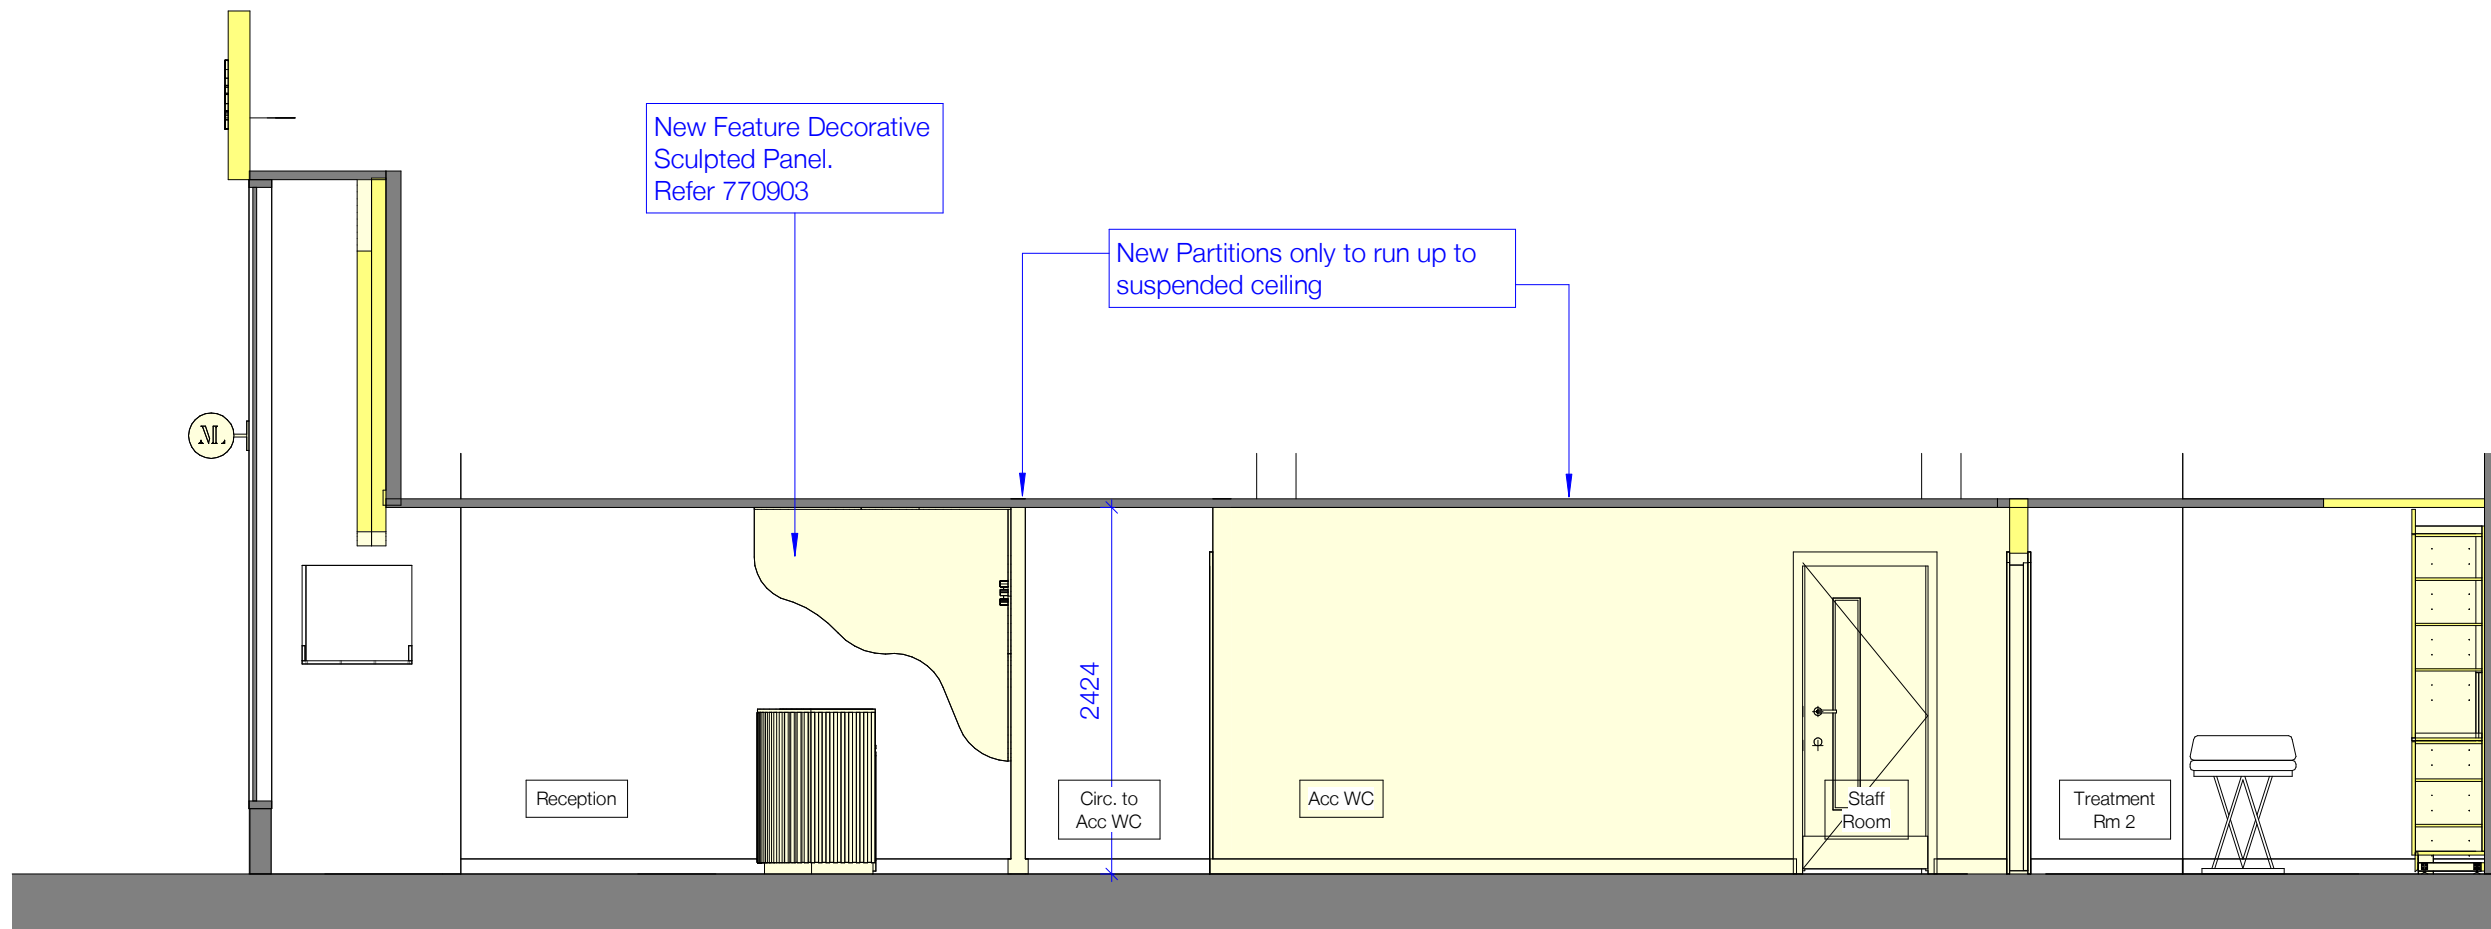 New Feature Decorative
Sculpted Panel.
Refer 770903
New Partitions only to run up to
suspended ceiling
ML
2424
Reception
Circ. to
Acc WC
Acc WC
Staff
Room
Treatment
Rm 2